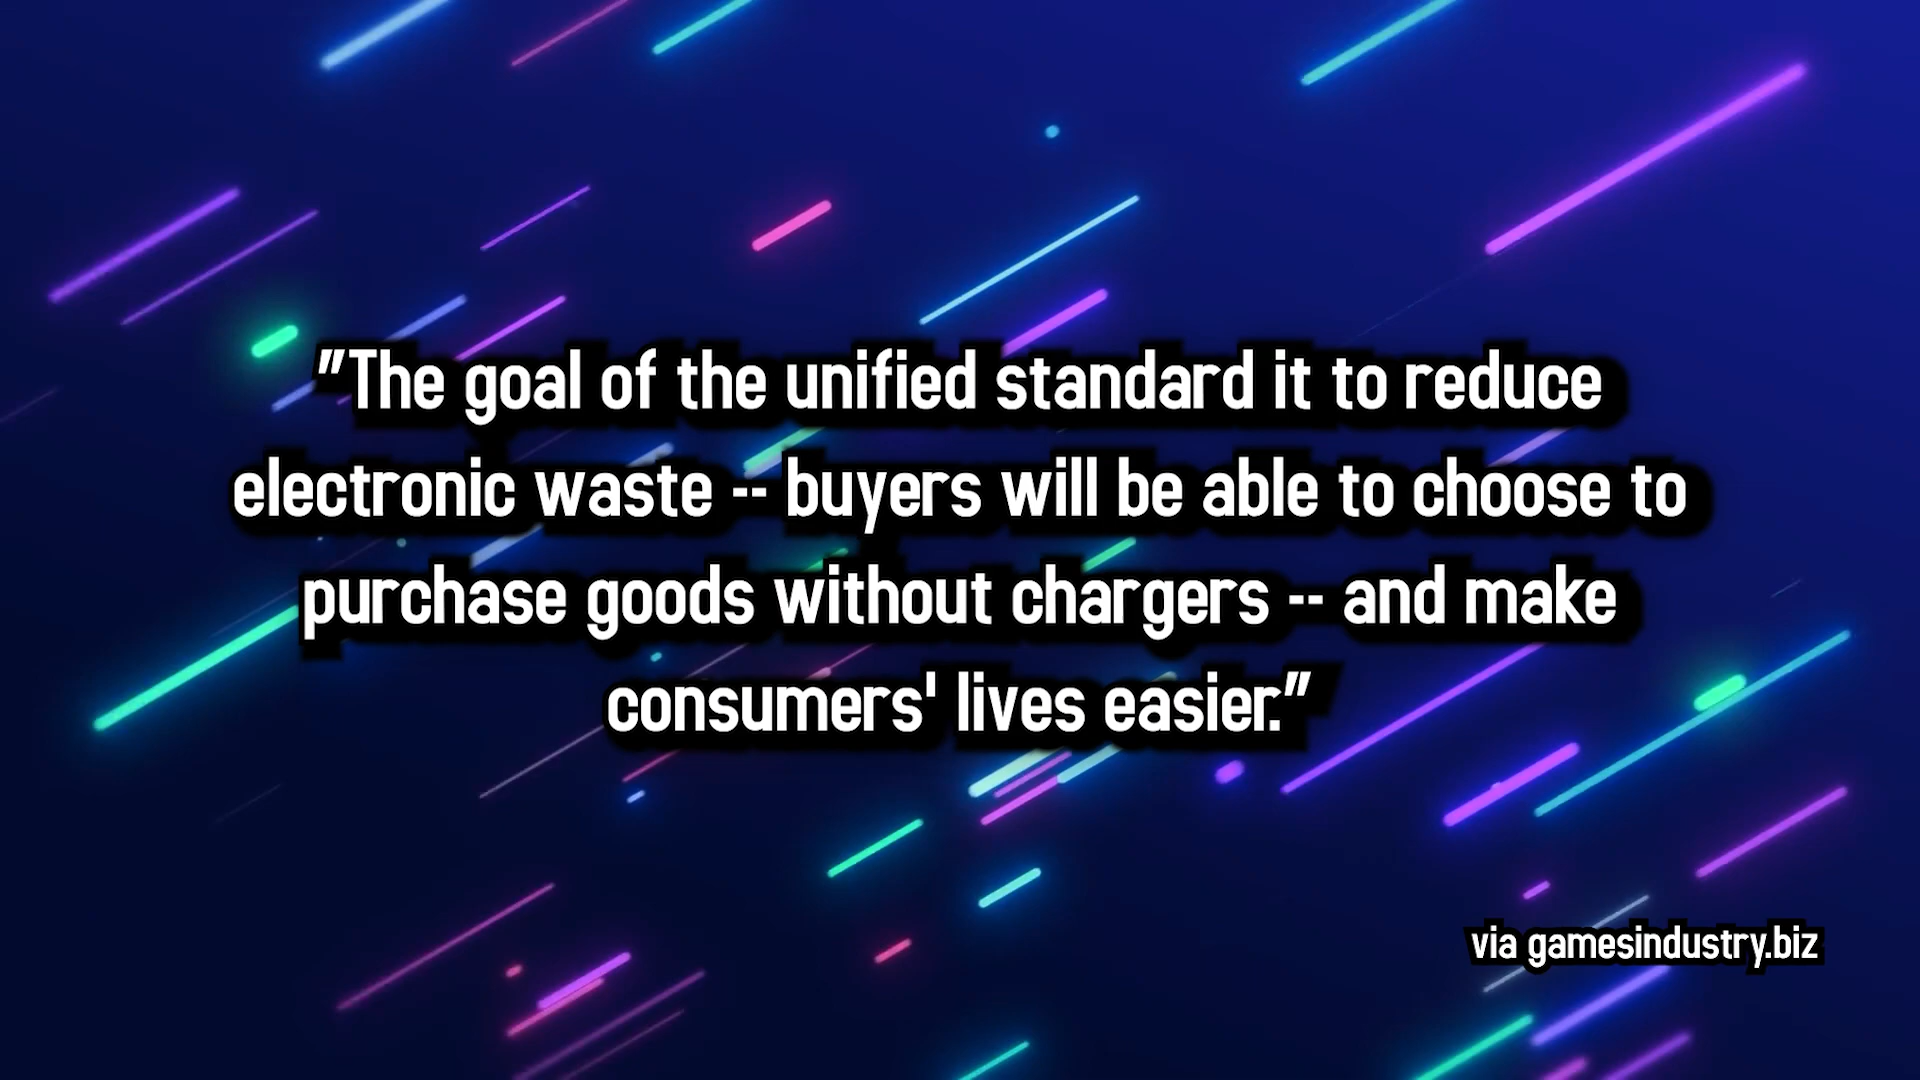 "The goal of the unified standard it to reduce
electronic waste -- buyers will be able to choose to
purchase goods without chargers -- and make
consumers' lives easier."
via gamesindustry.biz